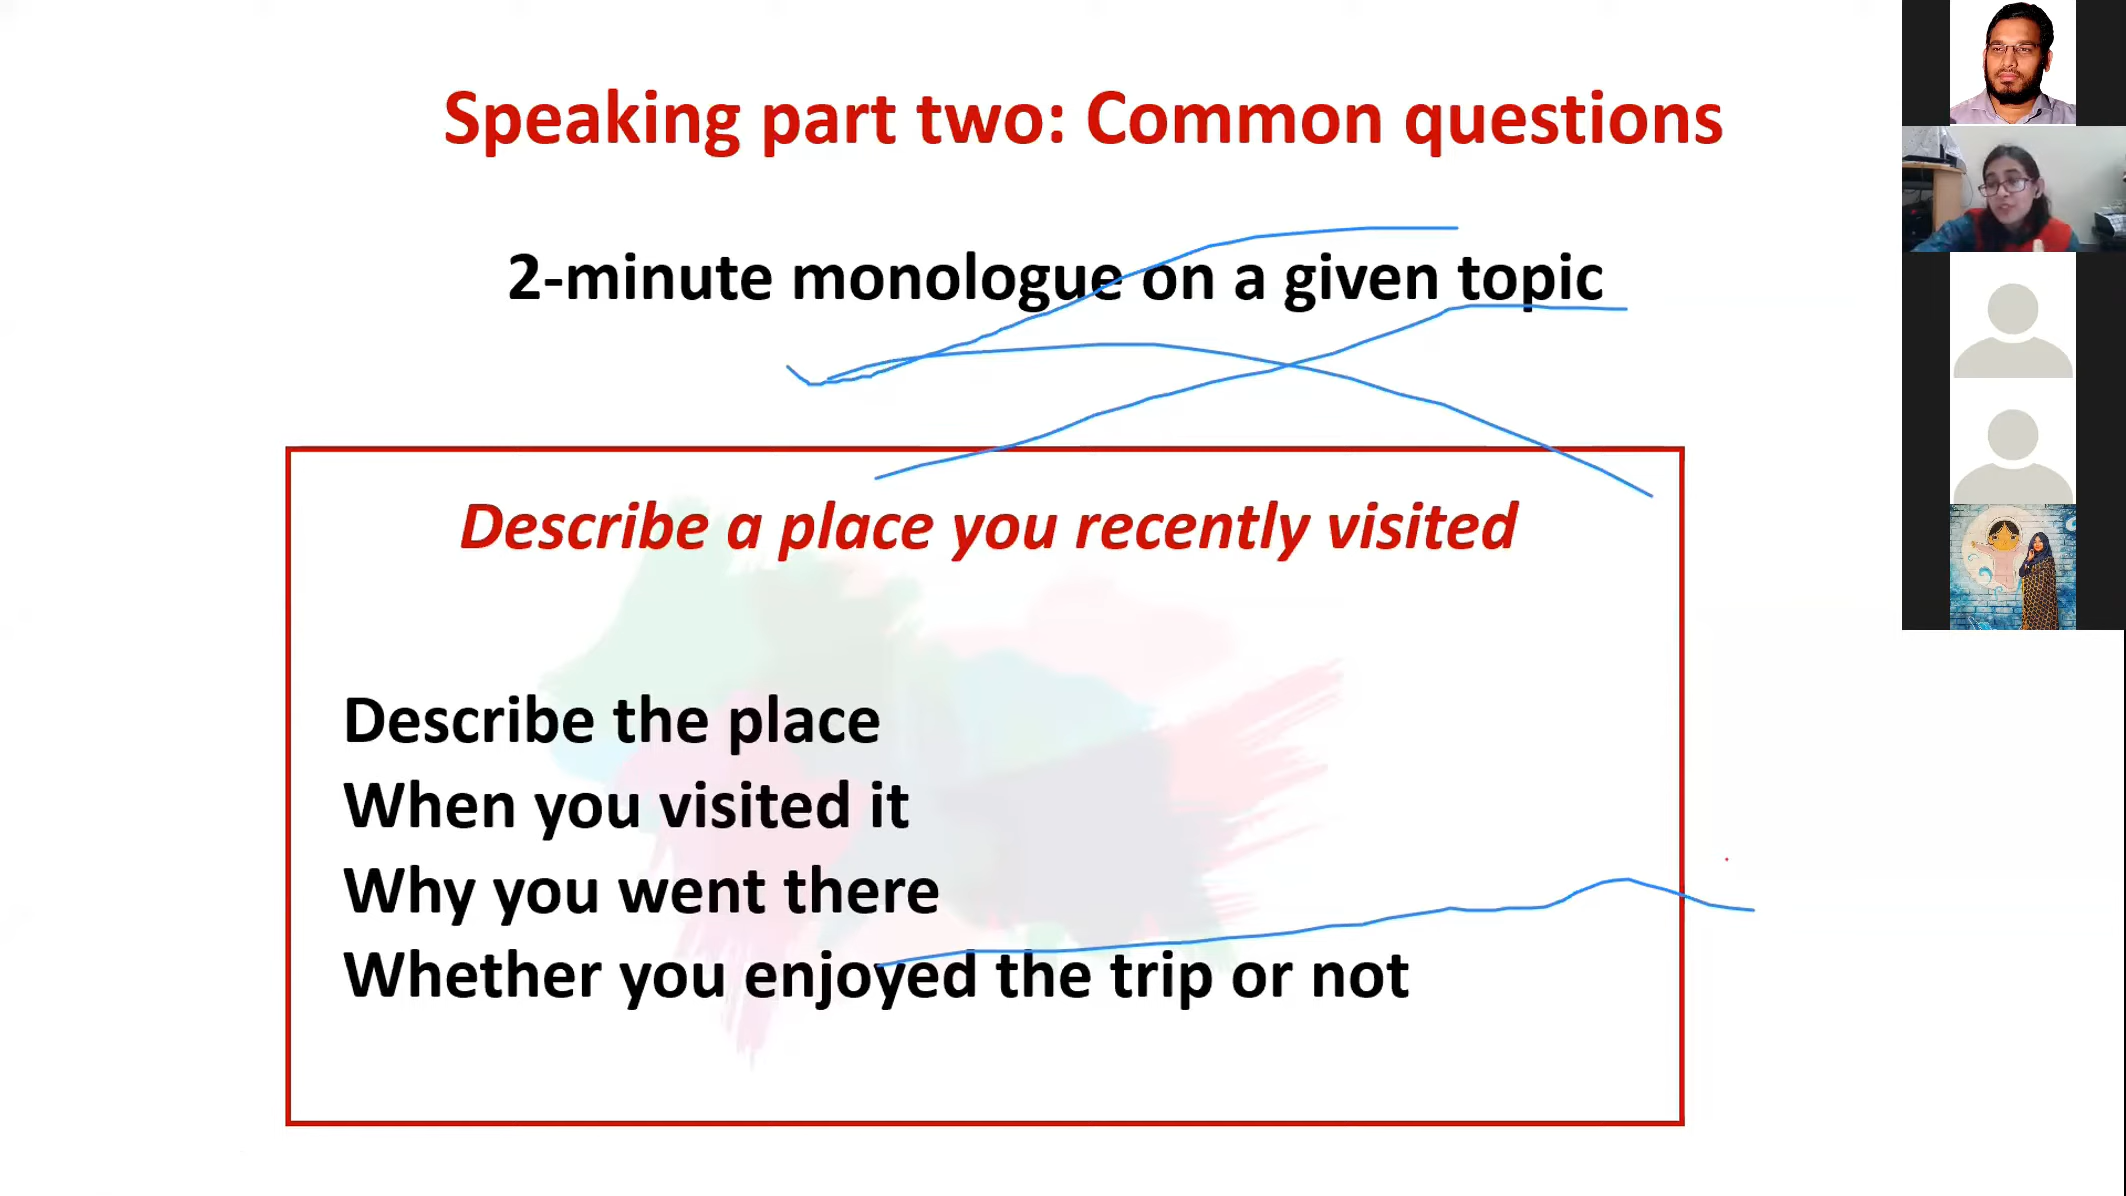 Speaking part two: Common questions
2-minute monologue on a given topic
Describe a place you recently visited
Describe the place
When you visited it
Why you went there
Whether you enjoyed the trip or not